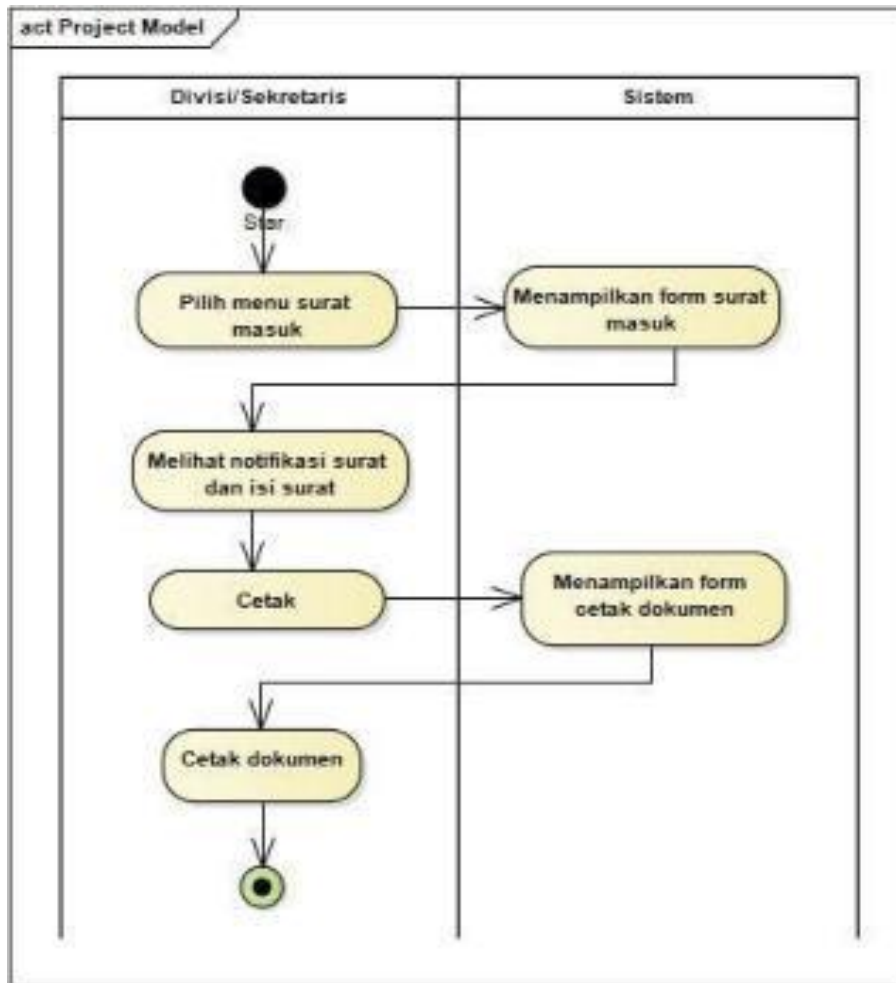 act Project Model
Divisi/Sekretaris
Sistem
Star
Pilih menu surat
masuk
Menampilkan form surat
masuk
Melihat notifikasi surat
dan isi surat
Cetak
Menampilkan form
cetak dokumen
Cetak dokumen